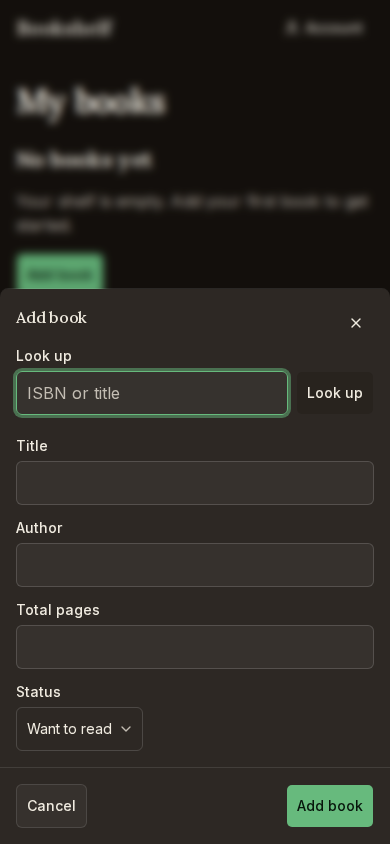 Bookshelf
Account
My books
No books yet
Your shelf is empty. Add your first book to get
started.
Add book
Add book
Look up
ISBN or title
Look up
Title
Author
Total pages
Status
Want to read
Cancel
Add book